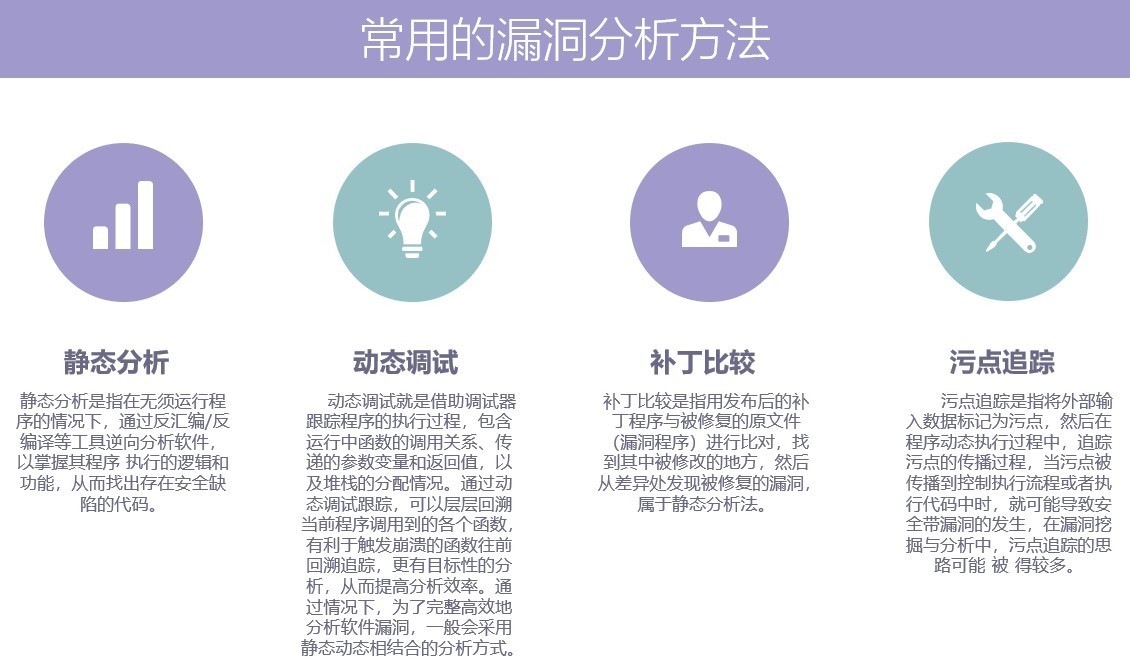 常用的漏洞分析方法
静态分析
静态分析是指在无须运行程
序的情况下，通过反汇编/反
编译等工具逆向分析软件，
以掌握其程序 执行的逻辑和
功能，从而找出存在安全缺
陷的代码。
动态调试
动态调试就是借助调试器
跟踪程序的执行过程，包含
运行中函数的调用关系、传
递的参数变量和返回值，以
及堆栈的分配情况。通过动
态调试跟踪，可以层层回溯
当前程序调用到的各个函数，
有利于触发崩溃的函数往前
回溯追踪，更有目标性的分
析，从而提高分析效率。通
过情况下，为了完整高效地
分析软件漏洞，一般会采用
静态动态相结合的分析方式。
补丁比较
补丁比较是指用发布后的补
丁程序与被修复的原文件
（漏洞程序）进行比对，找
到其中被修改的地方，然后
从差异处发现被修复的漏洞，
属于静态分析法。
污点追踪
污点追踪是指将外部输
入数据标记为污点，然后在
程序动态执行过程中，追踪
污点的传播过程，当污点被
传播到控制执行流程或者执
行代码中时，就可能导致安
全带漏洞的发生，在漏洞挖
掘与分析中，污点追踪的思
路可能 被 得较多。